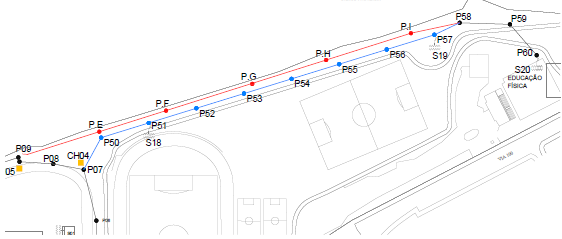 P58
P59
P.I
P57
P.H
S19
P60
P56
P55
S20
P.G
P54
EDUCAÇÃO
FÍSICA
P53
P.F
P52
P.E
P51
P50
S18
P09
CH04
P08
P07
05